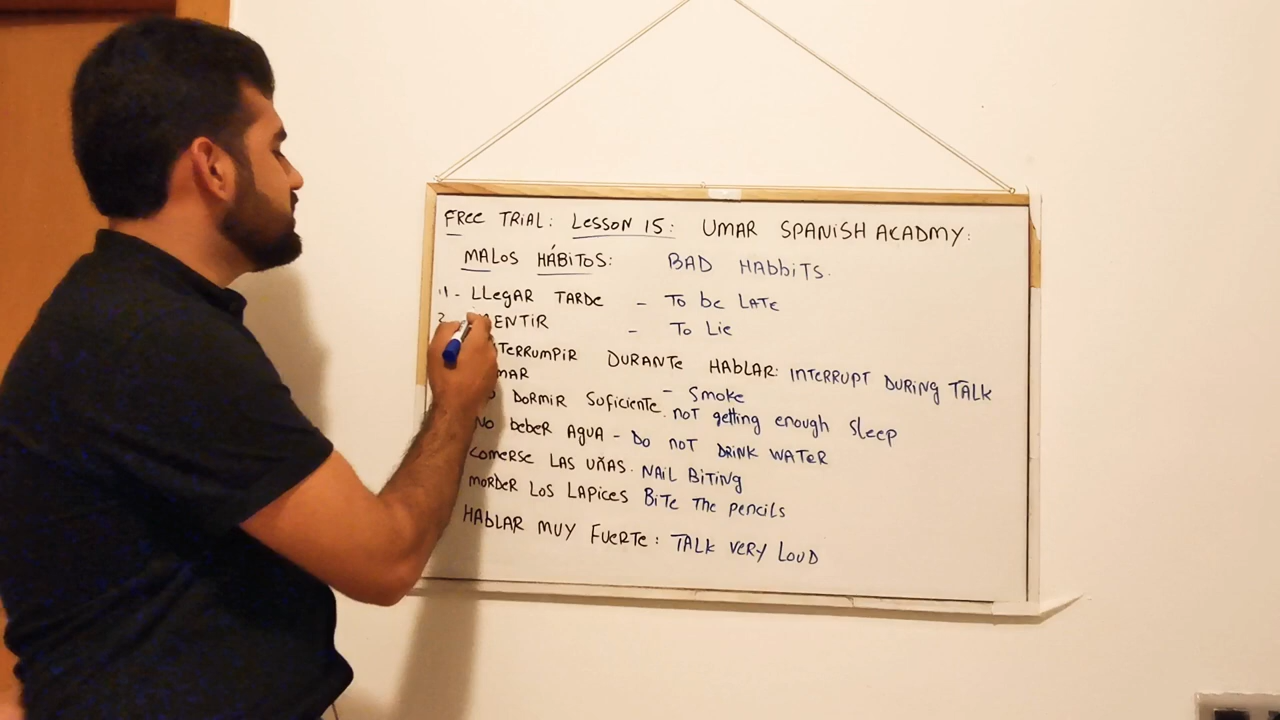 FRee TRIAL: LESSON 15: UMAR SPANISH ACADMY:
MALOS HÁBITOS: BAD HAbbiTS.
1- LLegAR TARDe - To be LATe
2 MENTiR - To Lie
DURANTe HAbLAR: INTERRUPT DURING TALK
- Smoke
DORMiR SuficienTe. noT geTTing enough Sleep
No bebeR AguA - Do noT DRiNK WATeR
comeRse LAS uñAS. NAiL BiTing
moRDeR Los LAPices BiTe The pencils
HAbLAR MUY FueRTe: TALK VeRy LouD